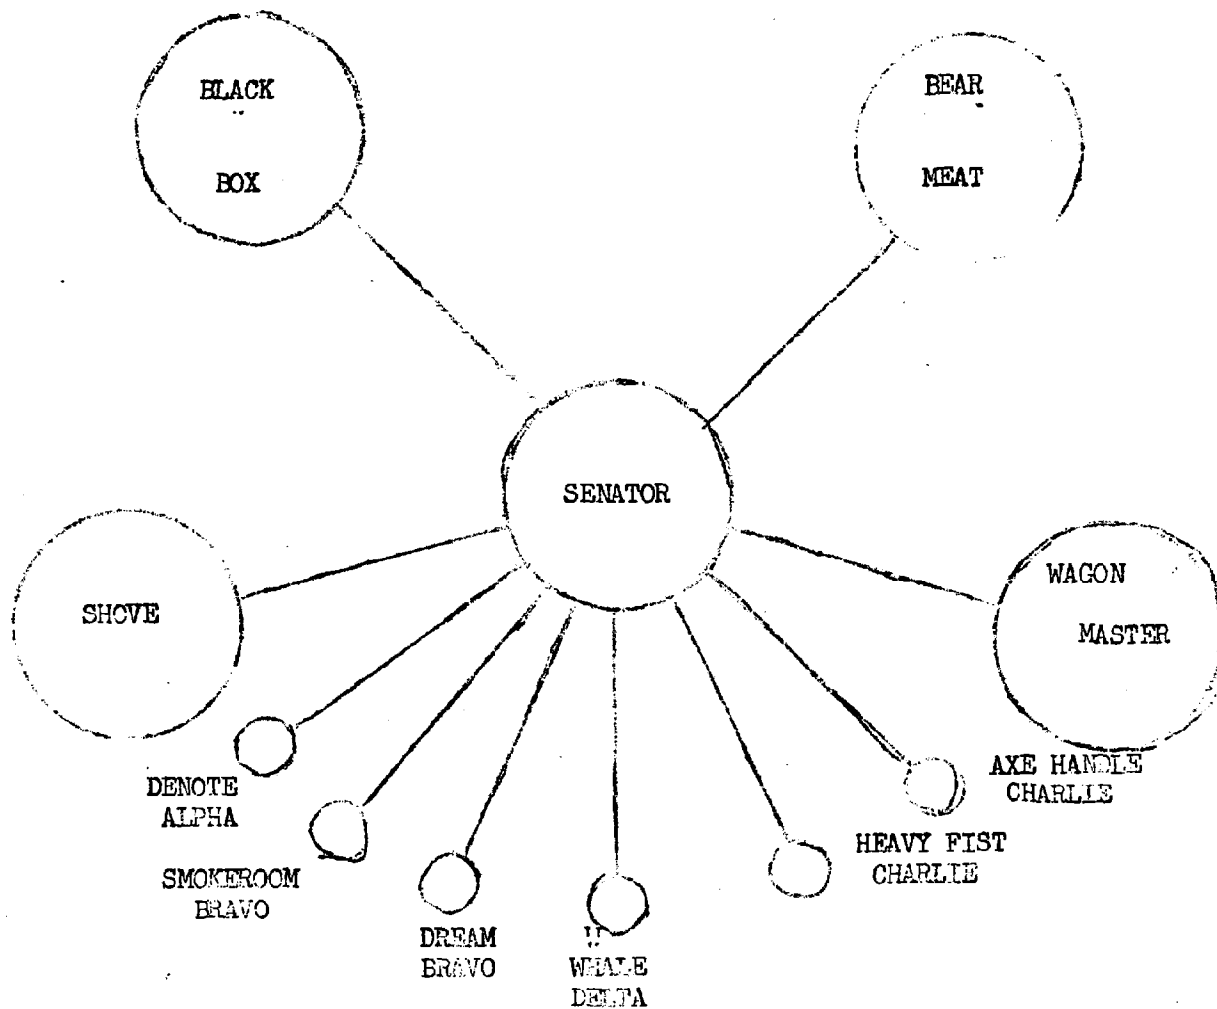 BLACK
BOX
BEAR
MEAT
SENATOR
SHOVE
WAGON
MASTER
DENOTE
ALPHA
SMOKEROOM
BRAVO
DREAM
BRAVO
WHALE
DELTA
HEAVY FIST
CHARLIE
AXE HANDLE
CHARLIE